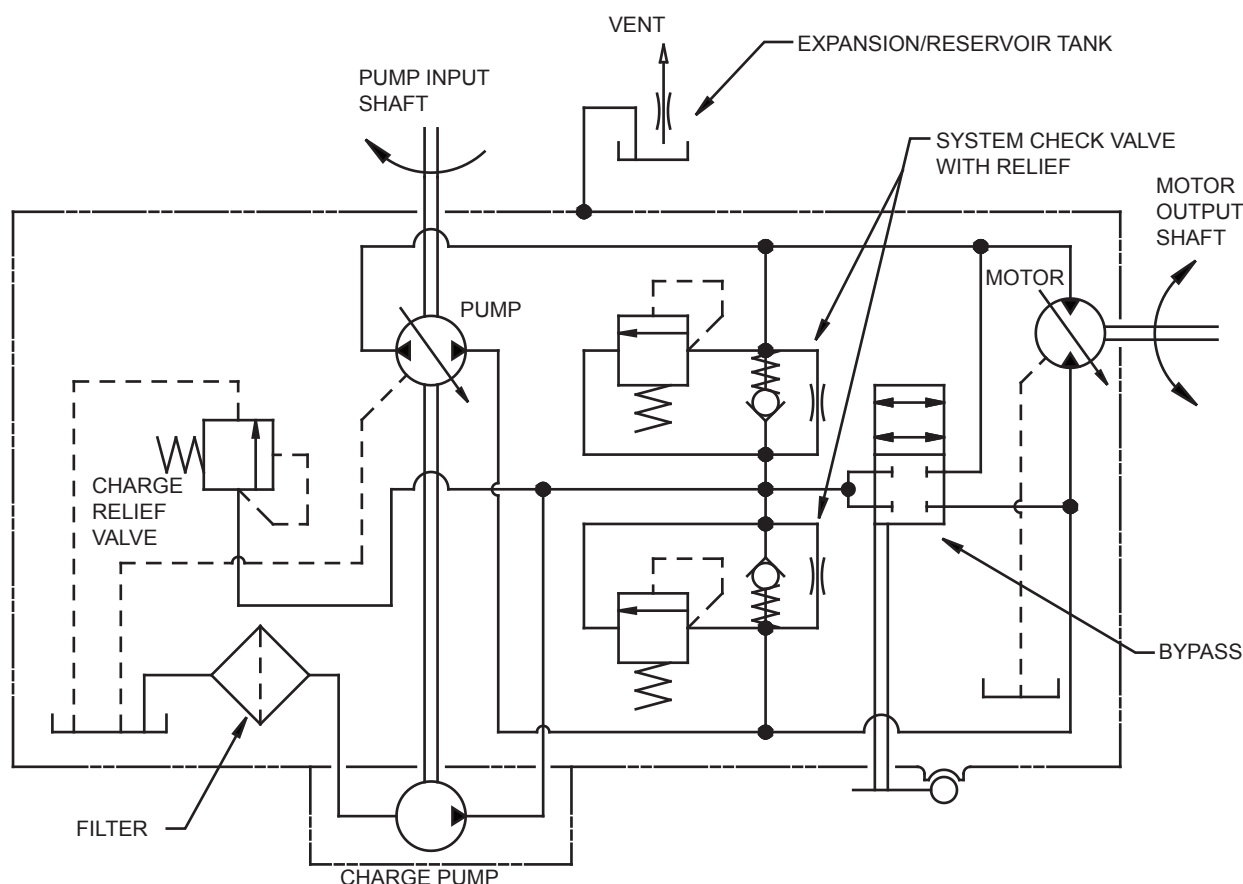 VENT
EXPANSION/RESERVOIR TANK
PUMP INPUT
SHAFT
SYSTEM CHECK VALVE
WITH RELIEF
MOTOR
OUTPUT
SHAFT
MOTOR
PUMP
CHARGE
RELIEF
VALVE
BYPASS
FILTER
CHARGE PUMP